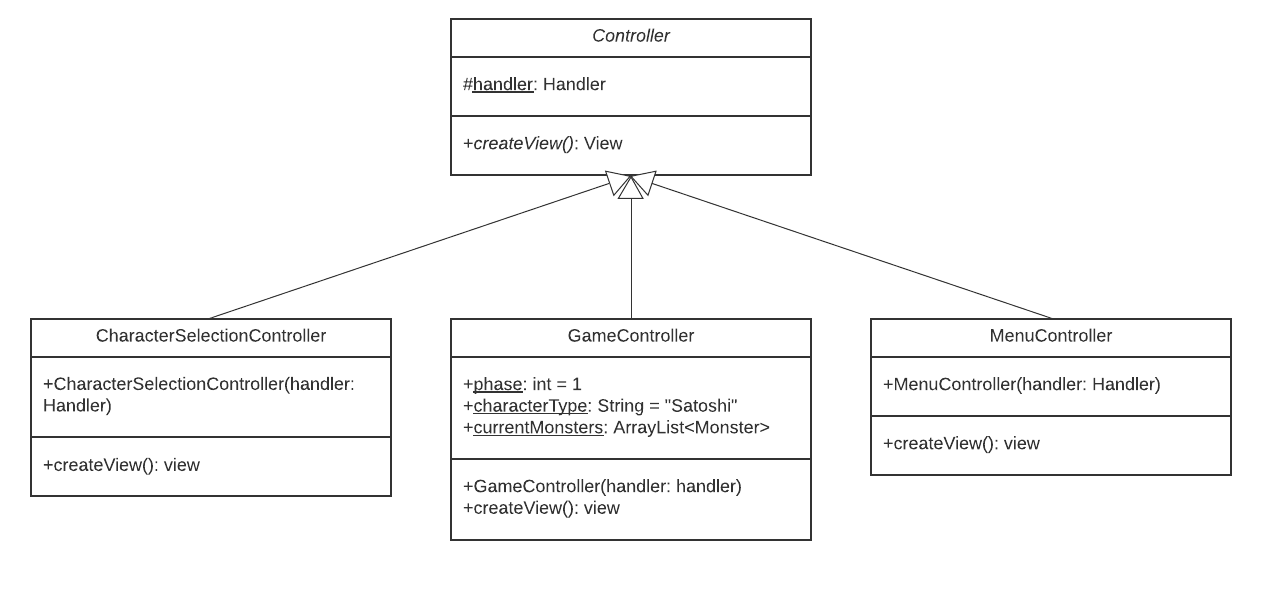 Controller
#handler: Handler
+createView(): View
CharacterSelectionController
+CharacterSelectionController(handler:
Handler)
+createView(): view
GameController
+phase: int = 1
+characterType: String = "Satoshi"
+currentMonsters: ArrayList<Monster>
+GameController(handler: handler)
+createView(): view
MenuController
+MenuController(handler: Handler)
+createView(): view